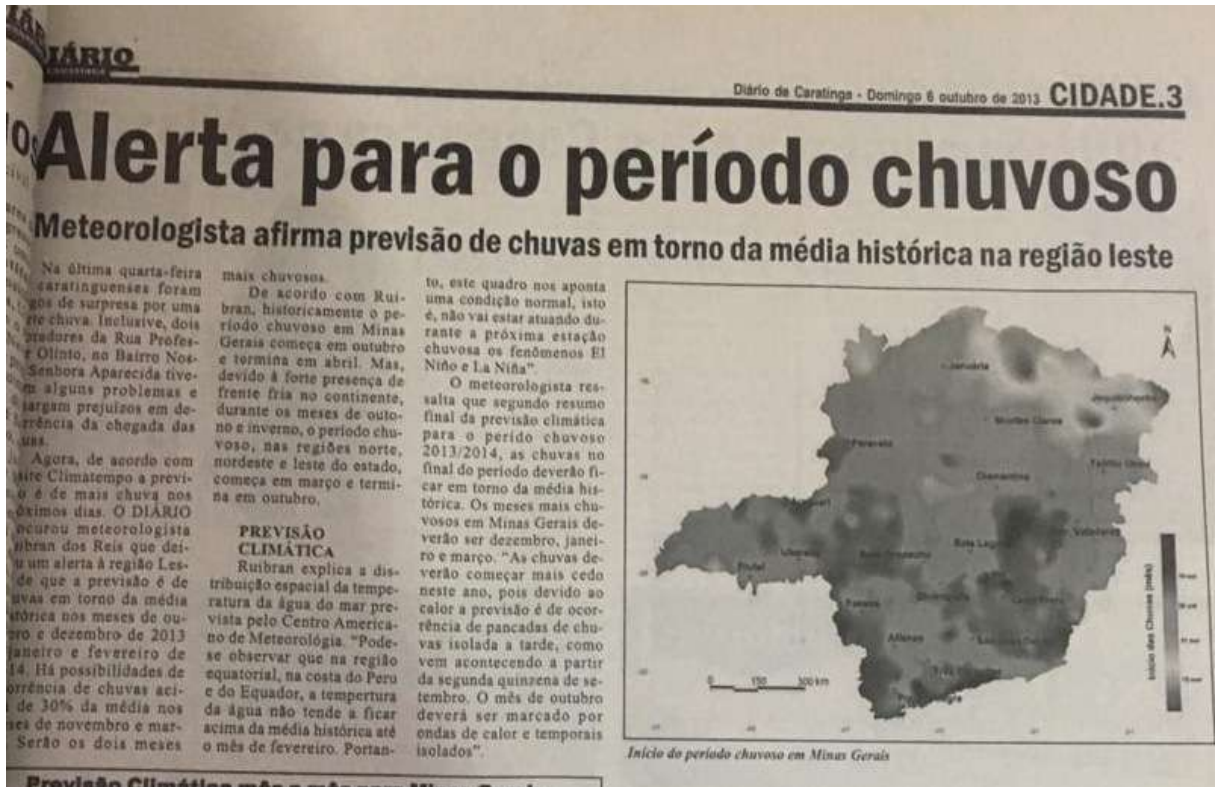 DIÁRIO
Diário de Caratinga - Domingo 6 outubro de 2013 CIDADE.3
Alerta para o período chuvoso
Meteorologista afirma previsão de chuvas em torno da média histórica na região leste
Na última quarta-feira
caratinguenses foram
de surpresa por uma
chuva. Inclusive, dois
da Rua Profes-
Olinto, no Bairro Nos-
Senhora Aparecida tive-
alguns problemas e
prejuízos em de-
da chegada das
Agora, de acordo com
Climatempo a previ-
é de mais chuva nos
dias. O DIÁRIO
meteorologista
dos Reis que dei-
um alerta à região Les-
de que a previsão é de
em torno da média
nos meses de ou-
e dezembro de 2013
e fevereiro de
14. Há possibilidades de
de chuvas aci-
de 30% da média nos
de novembro e mar-
Serão os dois meses
mais chuvosos.
De acordo com Rui-
bran, historicamente o pe-
ríodo chuvoso em Minas
Gerais começa em outubro
e termina em abril. Mas,
devido à forte presença de
frente fria no continente,
durante os meses de outo-
no e inverno, o período chu-
voso, nas regiões norte,
nordeste e leste do estado,
começa em março e termi-
na em outubro.
PREVISÃO
CLIMÁTICA
Ruibran explica a dis-
tribuição espacial da tempe-
ratura da água do mar pre-
vista pelo Centro America-
no de Meteorológia. "Pode-
se observar que na região
equatorial, na costa do Peru
e do Equador, a tempertura
da água não tende a ficar
acima da média histórica até
o mês de fevereiro. Portan-
to, este quadro nos aponta
uma condição normal, isto
é, não vai estar atuando du-
rante a próxima estação
chuvosa os fenômenos El
Niño e La Niña".
O meteorologista res-
salta que segundo resumo
final da previsão climática
para o perído chuvoso
2013/2014, as chuvas no
final do período deverão fi-
car em torno da média his-
tórica. Os meses mais chu-
vosos em Minas Gerais de-
verão ser dezembro, janei-
ro e março. "As chuvas de-
verão começar mais cedo
neste ano, pois devido ao
calor a previsão é de ocor-
rência de pancadas de chu-
vas isolada a tarde, como
vem acontecendo a partir
da segunda quinzena de se-
tembro. O mês de outubro
deverá ser marcado por
ondas de calor e temporais
isolados".
N
Januária
Montes Claros
Diamantina
Sete Lagoas
Alfenas
0 150 300 km
Início das Chuvas (mês)
Início do período chuvoso em Minas Gerais